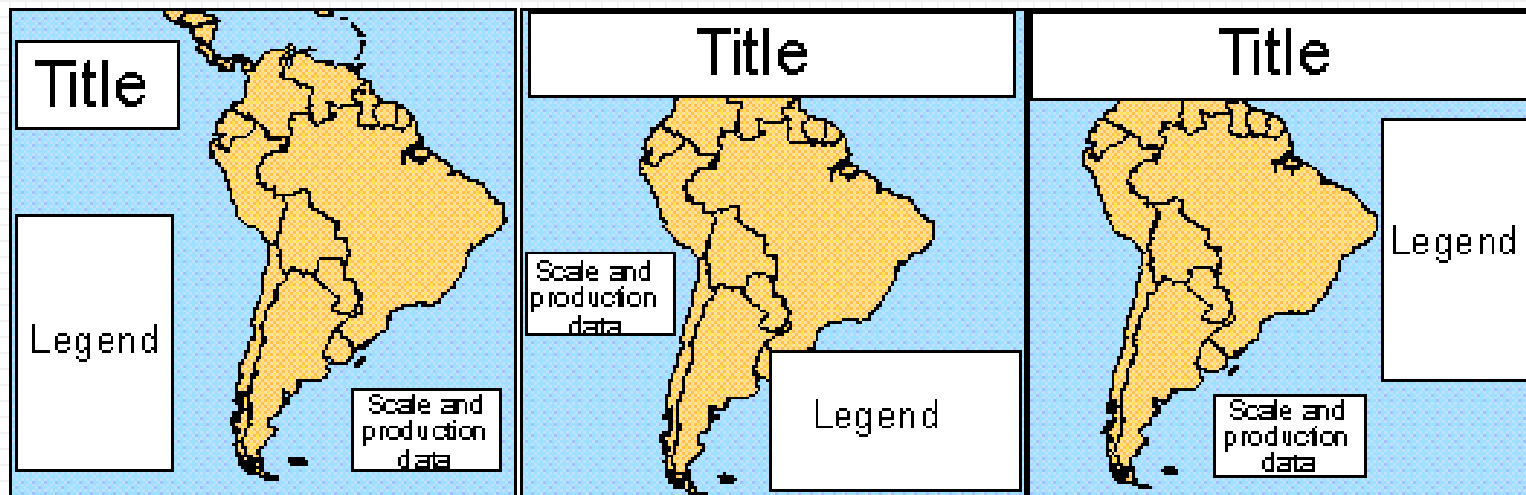 Title
Legend
Scale and
production
data
Title
Scale and
production
data
Legend
Title
Legend
Scale and
production
data